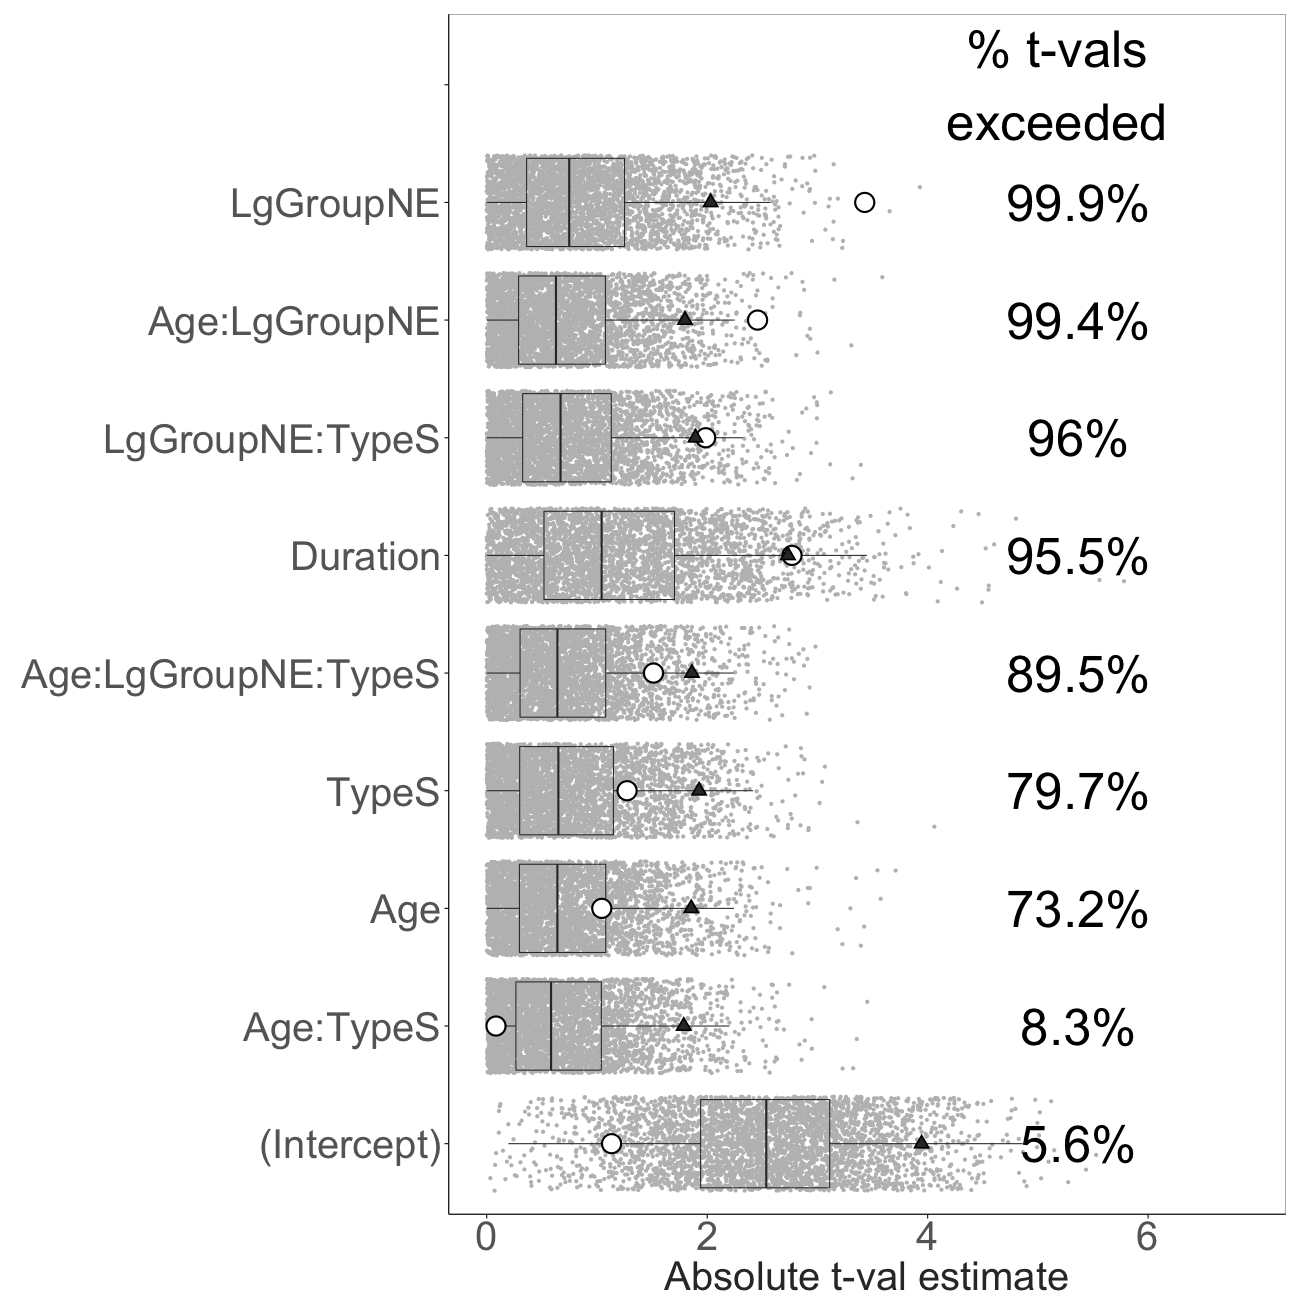 % t-vals
exceeded
LgGroupNE 99.9%
Age:LgGroupNE 99.4%
LgGroupNE:TypeS 96%
Duration 95.5%
Age:LgGroupNE:TypeS 89.5%
TypeS 79.7%
Age 73.2%
Age:TypeS 8.3%
(Intercept) 5.6%
0 2 4 6
Absolute t-val estimate